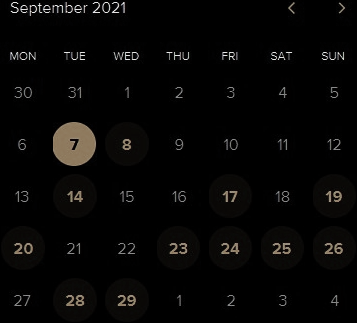 September 2021
MON TUE WED THU FRI SAT SUN
30 31 1 2 3 4 5
6 7 8 9 10 11 12
13 14 15 16 17 18 19
20 21 22 23 24 25 26
27 28 29 1 2 3 4